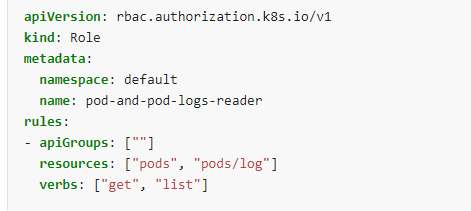 apiVersion: rbac.authorization.k8s.io/v1
kind: Role
metadata:
  namespace: default
  name: pod-and-pod-logs-reader
rules:
- apiGroups: [""]
  resources: ["pods", "pods/log"]
  verbs: ["get", "list"]